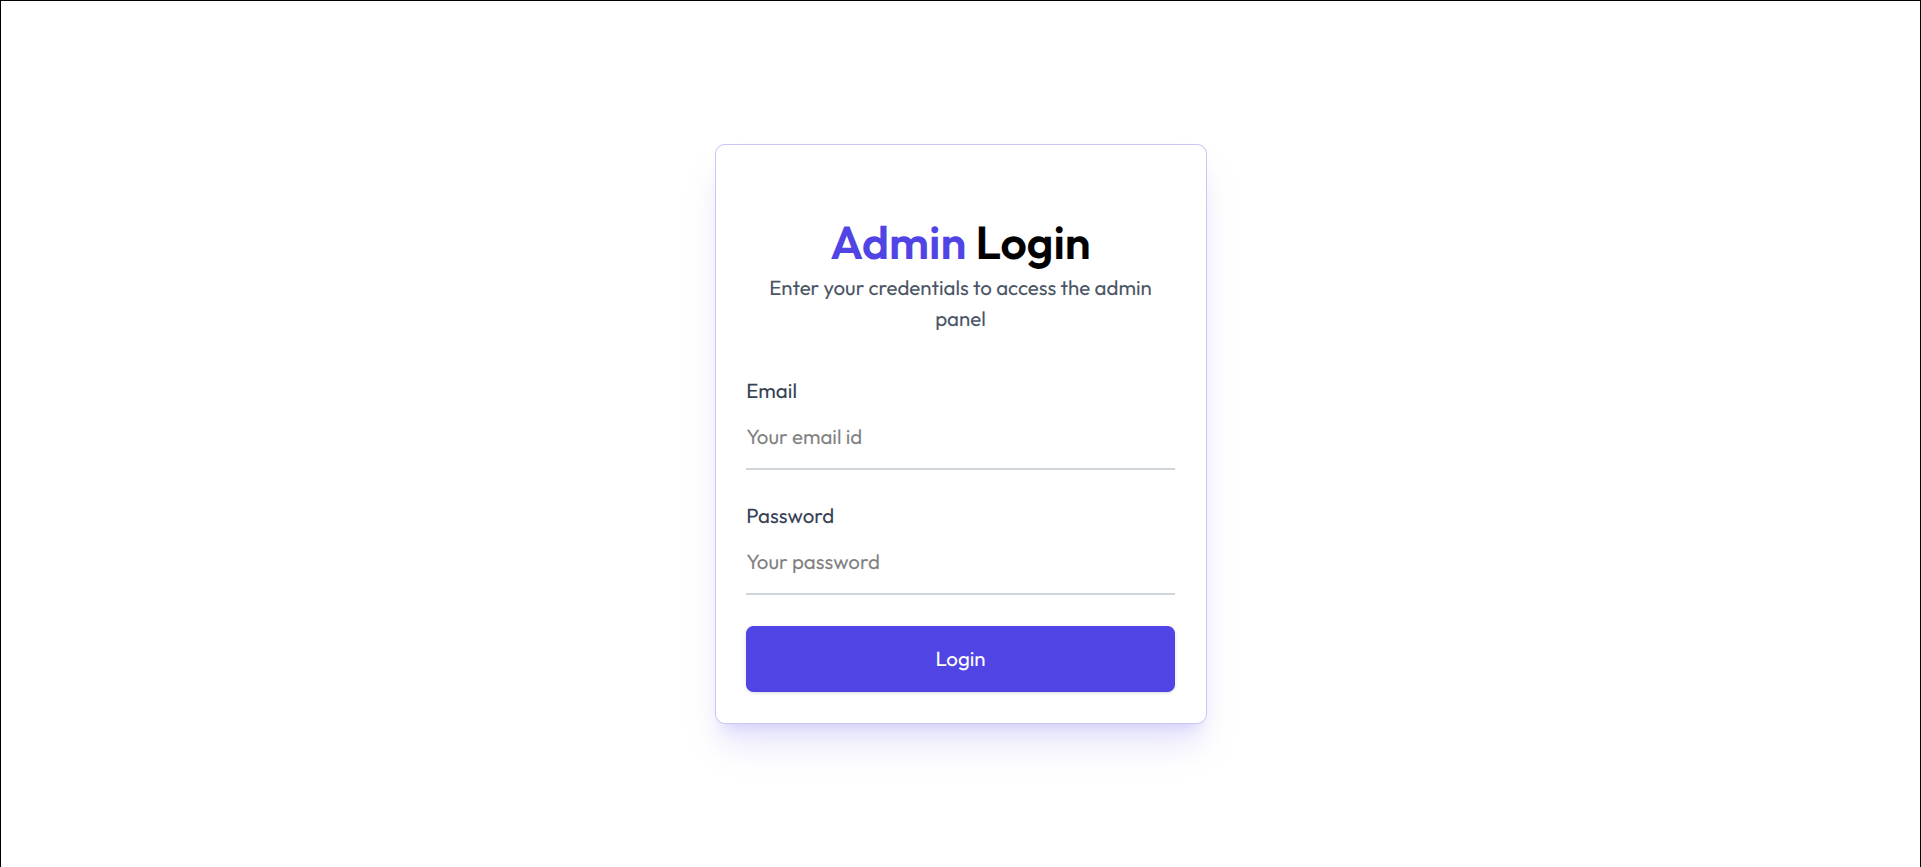 Admin Login
Enter your credentials to access the admin
panel
Email
Your email id
Password
Your password
Login